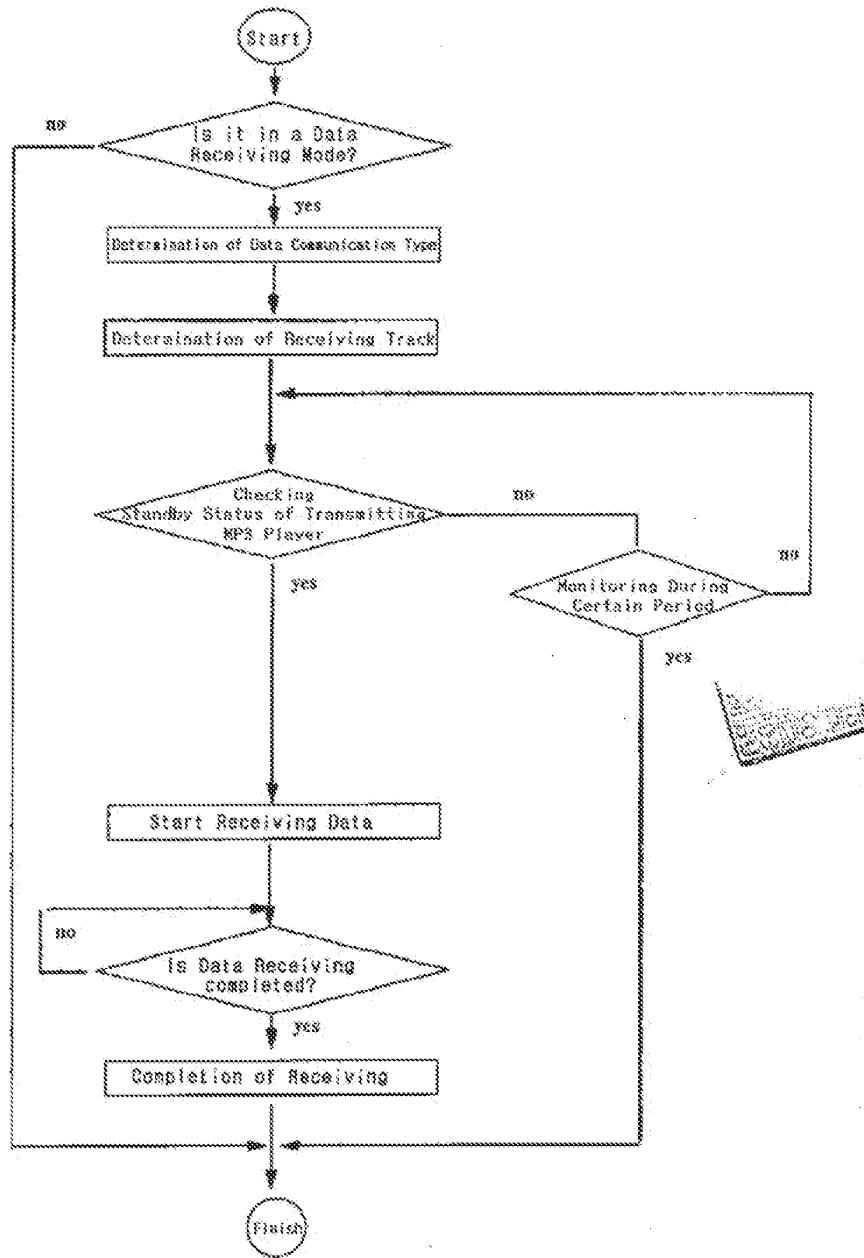 Start
no
Is it in a Data
Receiving Mode?
yes
Determination of Data Communication Type
Determination of Receiving Track
Checking
Standby Status of Transmitting
MP3 Player
no
yes
Monitoring During
Certain Period
no
yes
Start Receiving Data
no
Is Data Receiving
completed?
yes
Completion of Receiving
Finish